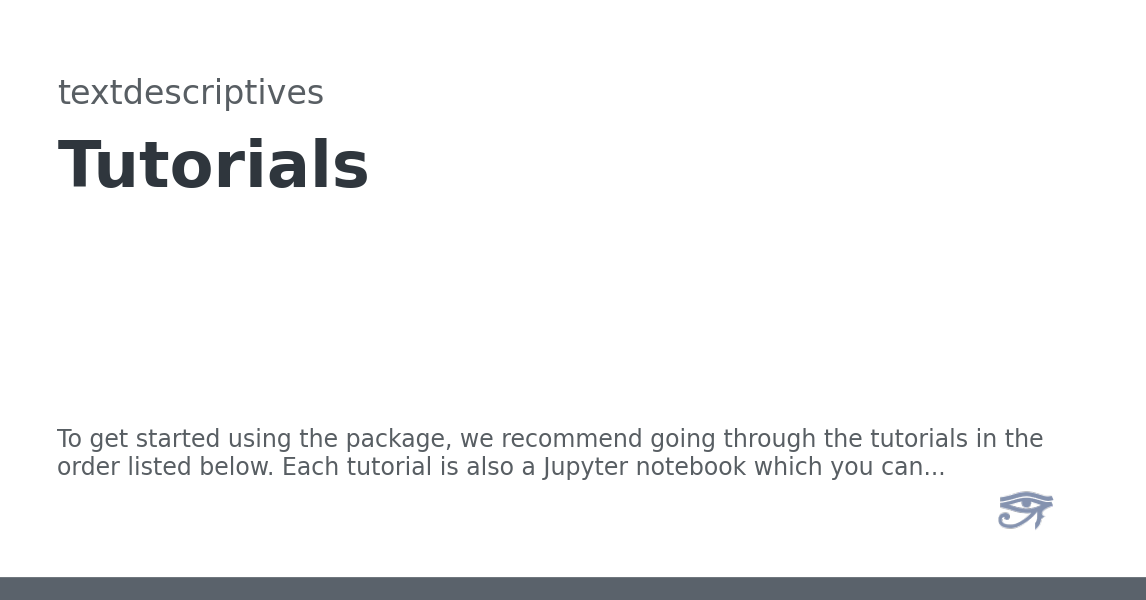 textdescriptives
Tutorials
To get started using the package, we recommend going through the tutorials in the
order listed below. Each tutorial is also a Jupyter notebook which you can...